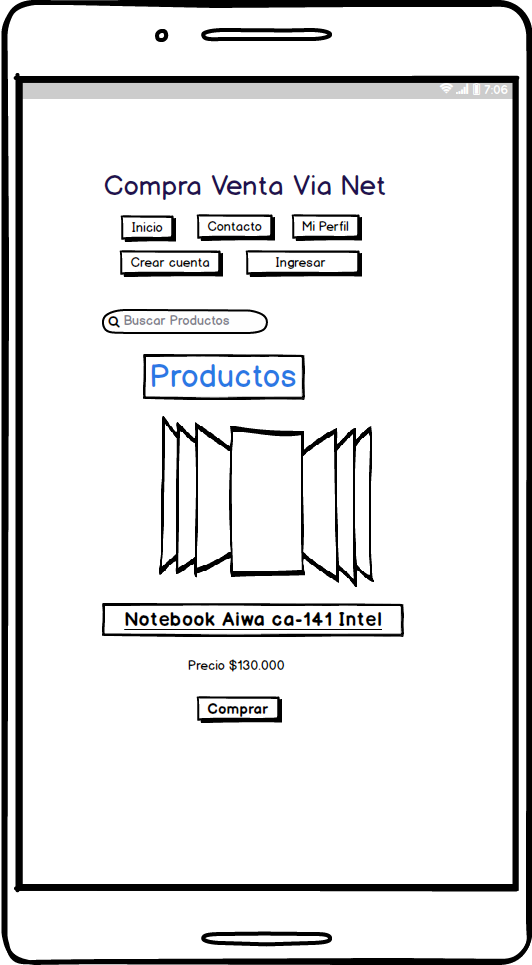 7:06
Compra Venta Via Net
Inicio Contacto Mi Perfil
Crear cuenta Ingresar
Buscar Productos
Productos
Notebook Aiwa ca-141 Intel
Precio $130.000
Comprar